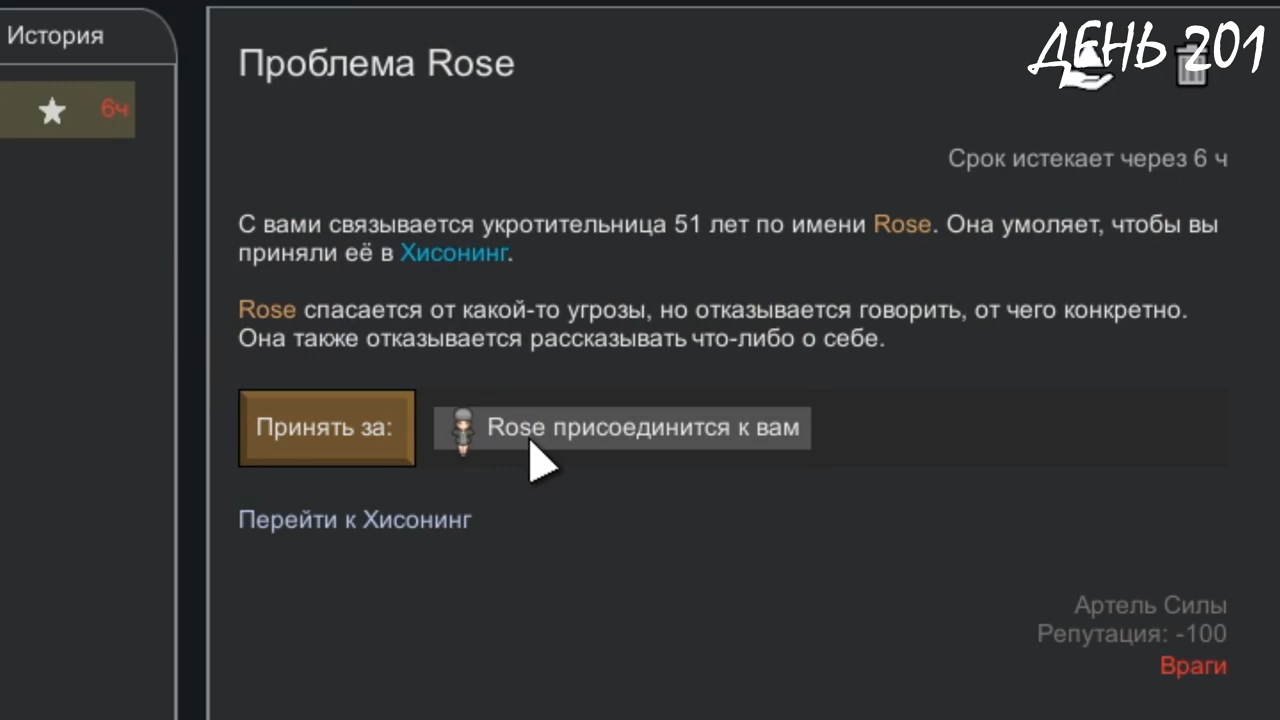 История
ДЕНЬ 201
Проблема Rose
6ч
Срок истекает через 6 ч
С вами связывается укротительница 51 лет по имени Rose. Она умоляет, чтобы вы
приняли её в Хисонинг.
Rose спасается от какой-то угрозы, но отказывается говорить, от чего конкретно.
Она также отказывается рассказывать что-либо о себе.
Принять за:
Rose присоединится к вам
Перейти к Хисонинг
Артель Силы
Репутация: -100
Враги